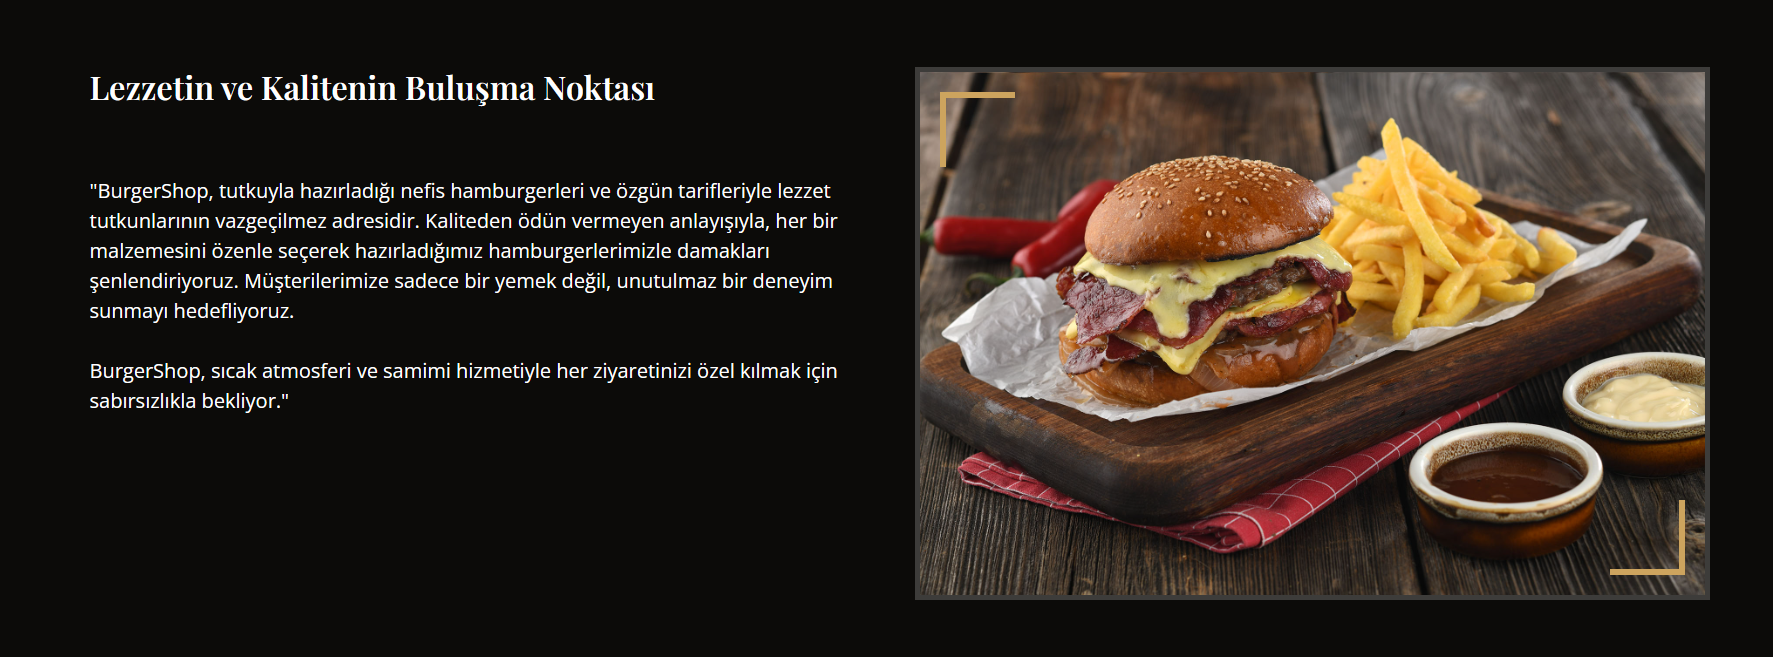 Lezzetin ve Kalitenin Buluşma Noktası
"BurgerShop, tutkuyla hazırladığı nefis hamburgerleri ve özgün tarifleriyle lezzet
tutkunlarının vazgeçilmez adresidir. Kaliteden ödün vermeyen anlayışıyla, her bir
malzemesini özenle seçerek hazırladığımız hamburgerlerimizle damakları
şenlendiriyoruz. Müşterilerimize sadece bir yemek değil, unutulmaz bir deneyim
sunmayı hedefliyoruz.
BurgerShop, sıcak atmosferi ve samimi hizmetiyle her ziyaretinizi özel kılmak için
sabırsızlıkla bekliyor."